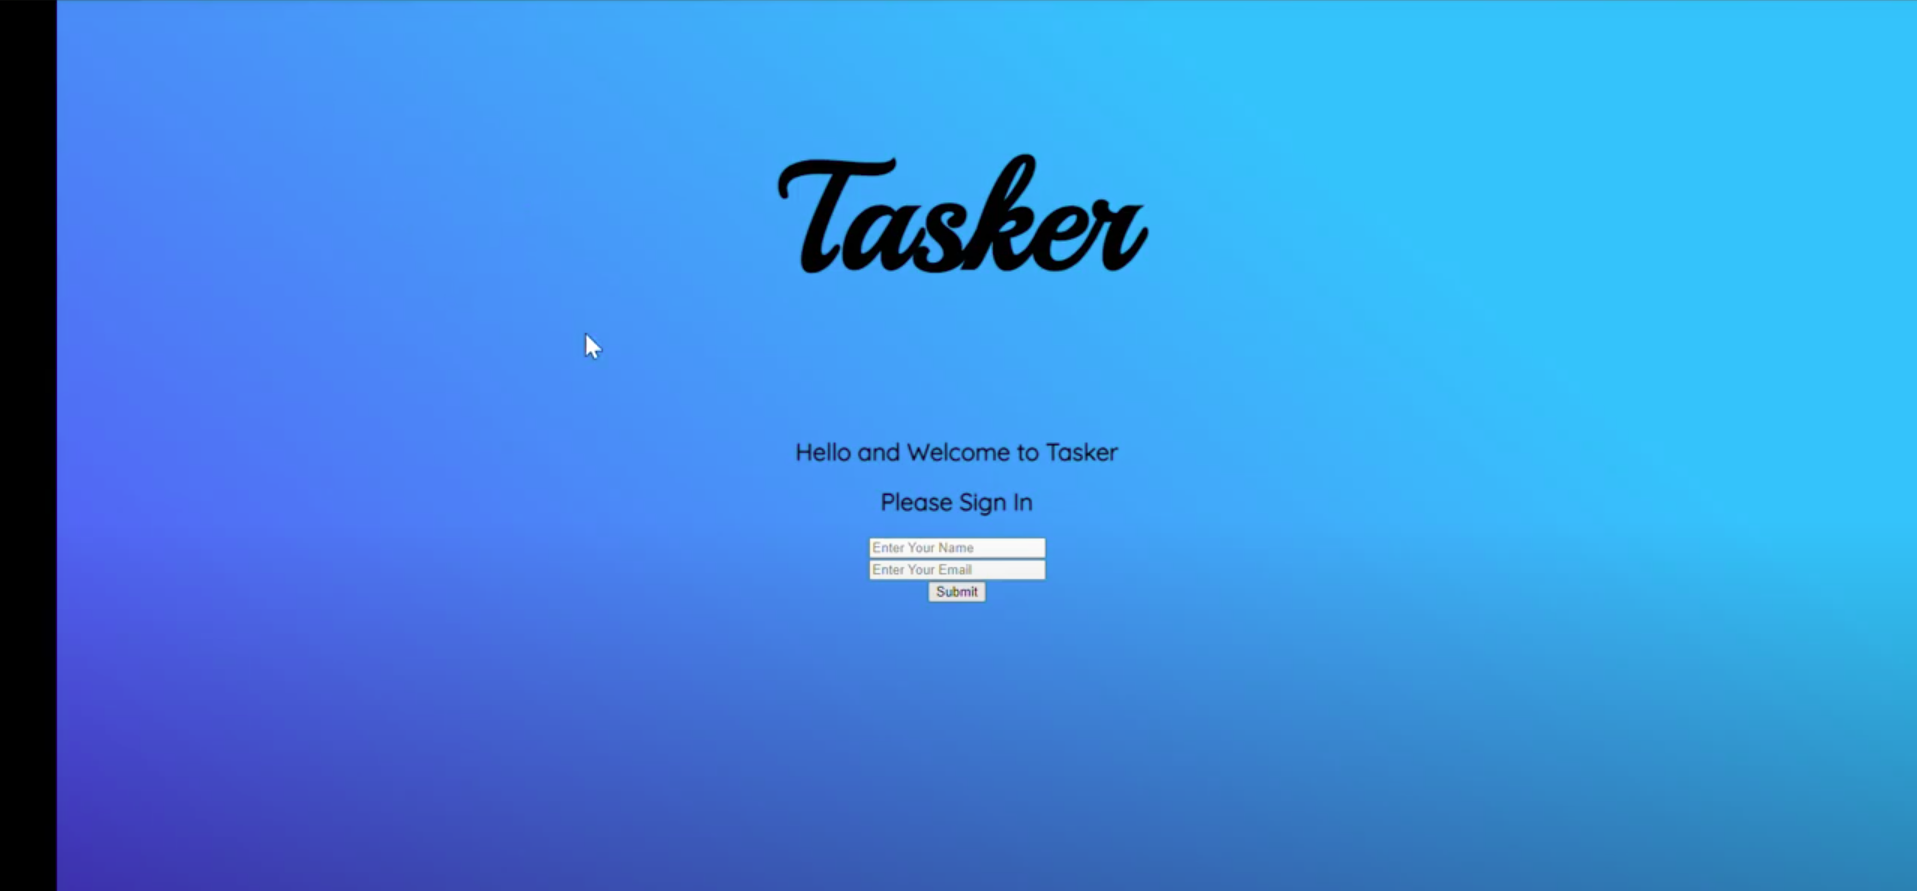 Tasker
Hello and Welcome to Tasker
Please Sign In
Enter Your Name
Enter Your Email
Submit